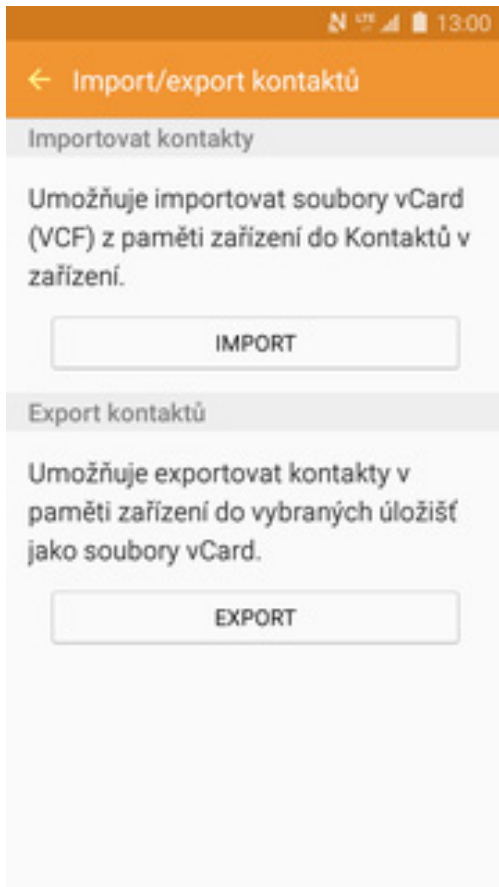 LTE 13:00
Import/export kontaktů
Importovat kontakty
Umožňuje importovat soubory vCard
(VCF) z paměti zařízení do Kontaktů v
zařízení.
IMPORT
Export kontaktů
Umožňuje exportovat kontakty v
paměti zařízení do vybraných úložišť
jako soubory vCard.
EXPORT